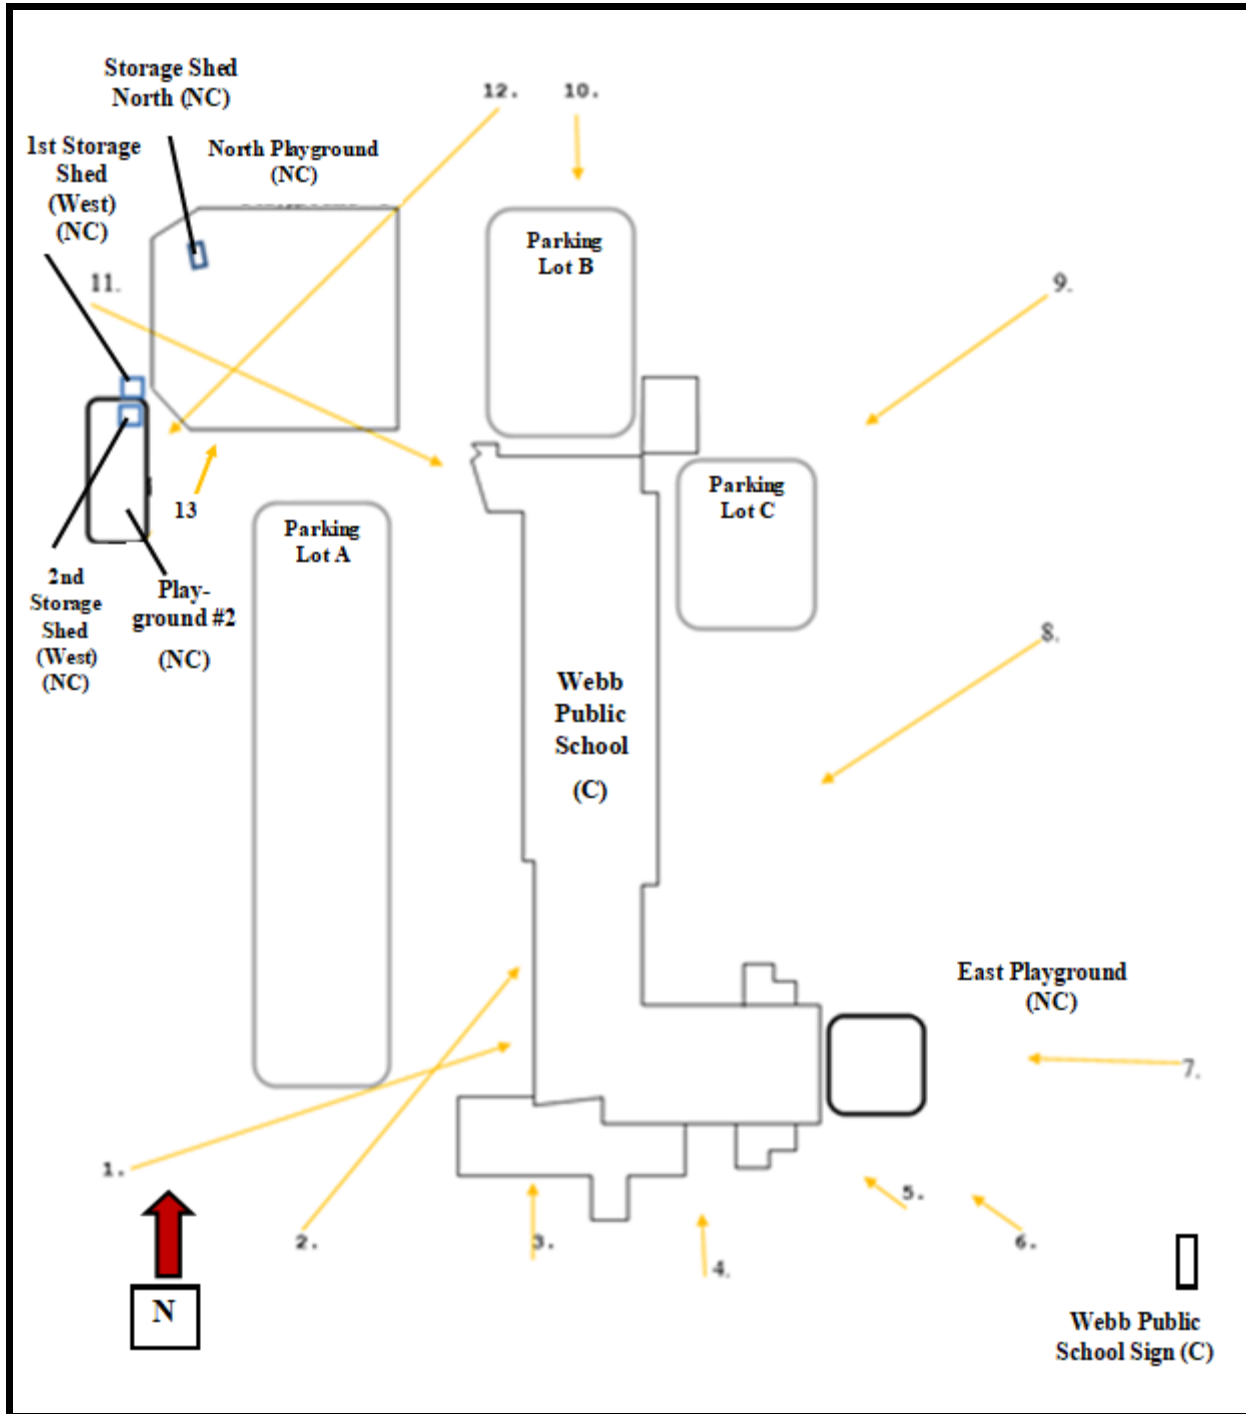 Storage Shed
North (NC)
12.
10.
1st Storage
Shed
(West)
(NC)
North Playground
(NC)
Parking
Lot B
11.
9.
Parking
Lot C
13
Parking
Lot A
2nd
Storage
Shed
(West)
(NC)
Play-
ground #2
(NC)
8.
Webb
Public
School
(C)
East Playground
(NC)
7.
1.
5.
2.
3.
4.
6.
N
Webb Public
School Sign (C)